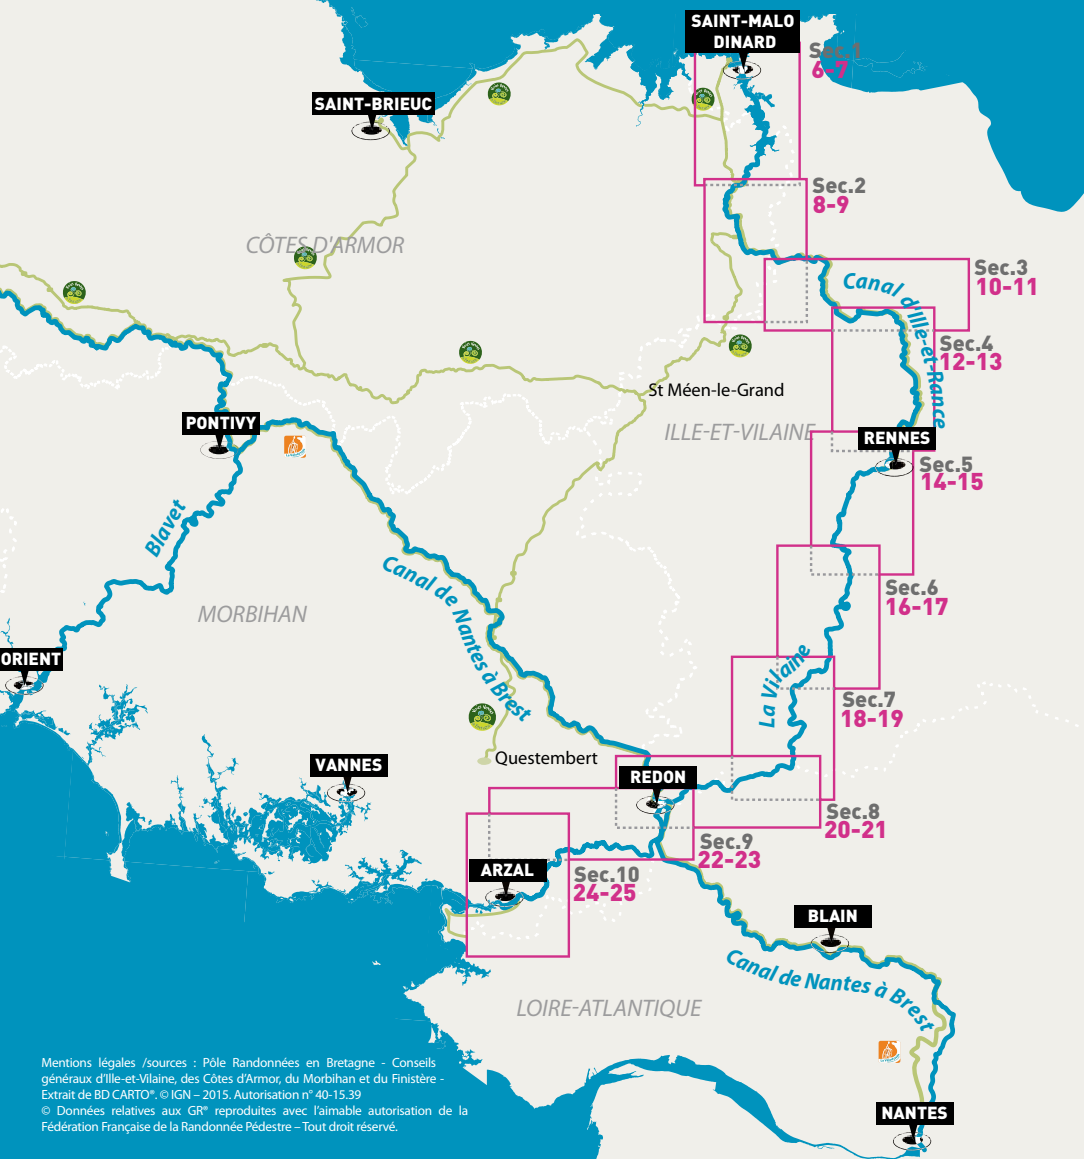 SAINT-MALO
DINARD
Sec.1
6-7
SAINT-BRIEUC
Sec.2
8-9
CÔTES D'ARMOR
Sec.3
10-11
Canal d'Ille-et-Rance
Sec.4
12-13
St Méen-le-Grand
PONTIVY
ILLE-ET-VILAINE
RENNES
Sec.5
14-15
Blavet
Canal de Nantes à Brest
Sec.6
16-17
MORBIHAN
ORIENT
La Vilaine
Sec.7
18-19
Questembert
VANNES
REDON
Sec.8
20-21
Sec.9
22-23
ARZAL
Sec.10
24-25
BLAIN
Canal de Nantes à Brest
LOIRE-ATLANTIQUE
Mentions légales /sources : Pôle Randonnées en Bretagne - Conseils
généraux d'Ille-et-Vilaine, des Côtes d'Armor, du Morbihan et du Finistère -
Extrait de BD CARTO®. © IGN – 2015. Autorisation n° 40-15.39
© Données relatives aux GR® reproduites avec l'aimable autorisation de la
Fédération Française de la Randonnée Pédestre – Tout droit réservé.
NANTES